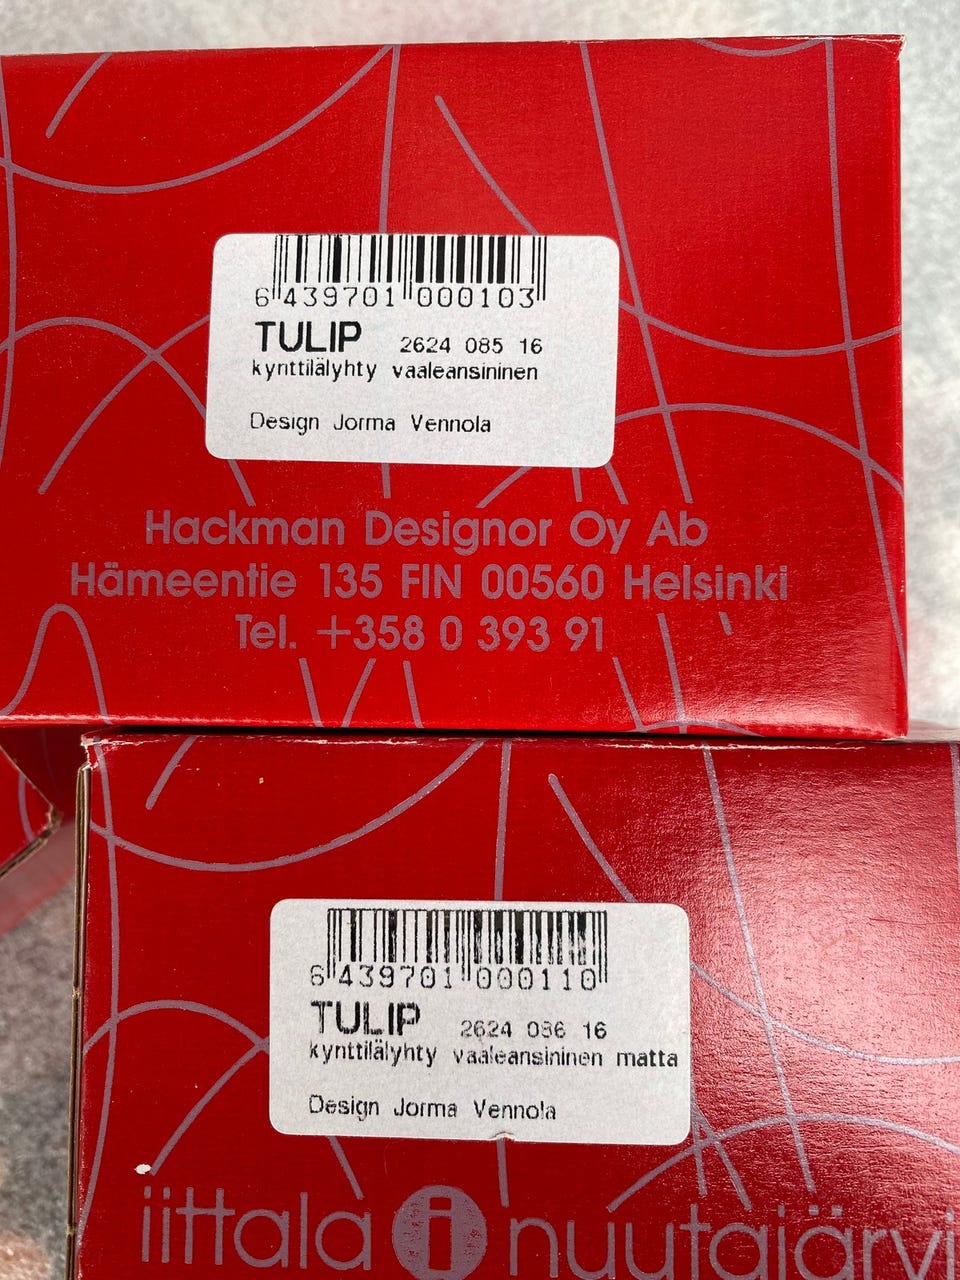 6 439701 000103
TULIP 2624 085 16
kynttilälyhty vaaleansininen
Design Jorma Vennola
Hackman Designor Oy Ab
Hämeentie 135 FIN 00560 Helsinki
Tel. +358 0 393 91
6 439701 000110
TULIP 2624 086 16
kynttilälyhty vaaleansininen matta
Design Jorma Vennola
iittala i nuutajärvi